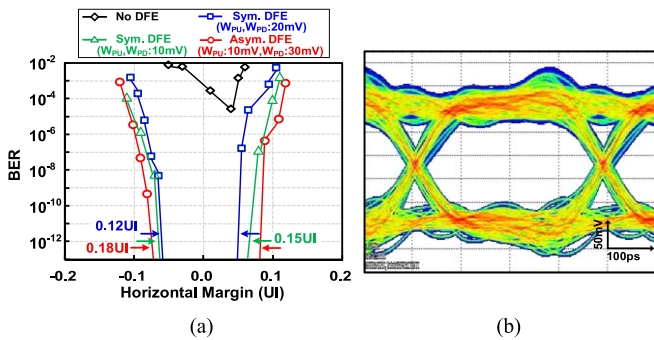 No DFE
Sym. DFE
(WPU,WPD:20mV)
Sym. DFE
(WPU,WPD:10mV)
Asym. DFE
(WPU:10mV,WPD:30mV)
BER
10-2
10-4
10-6
10-8
10-10
10-12
0.12UI
0.18UI
0.15UI
-0.2
-0.1
0.0
0.1
0.2
Horizontal Margin (UI)
50mV
100ps
(a)
(b)